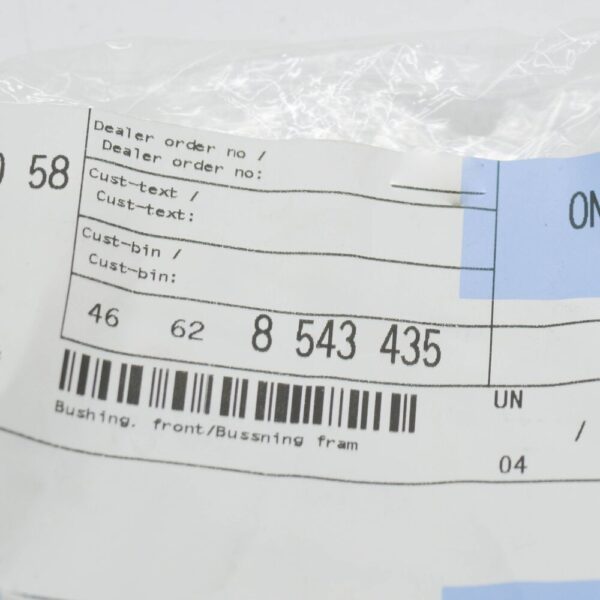 58
Dealer order no /
Dealer order no:
Cust-text /
Cust-text:
Cust-bin /
Cust-bin:
46 62 8 543 435
Bushing. front/Bussning fram
UN
/
04